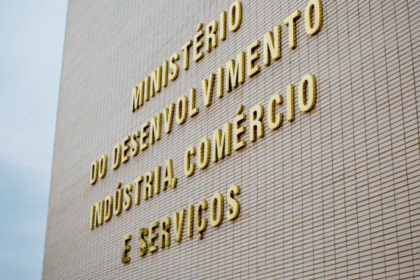 MINISTÉRIO
DO DESENVOLVIMENTO
INDÚSTRIA, COMÉRCIO
E SERVIÇOS